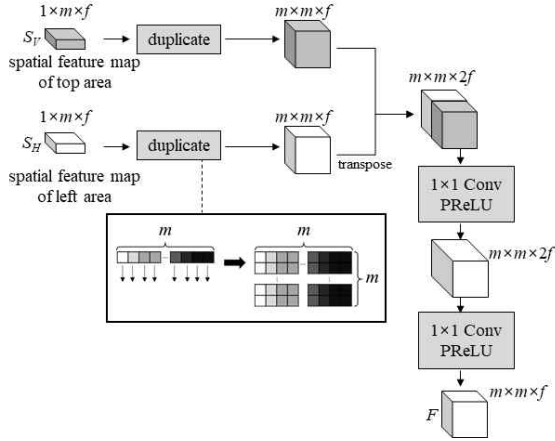 1×m×f
S_V
spatial feature map
of top area
duplicate
m×m×f
1×m×f
S_H
spatial feature map
of left area
duplicate
m×m×f
transpose
m×m×2f
1×1 Conv
PReLU
m×m×2f
1×1 Conv
PReLU
m×m×f
F
m
m
m